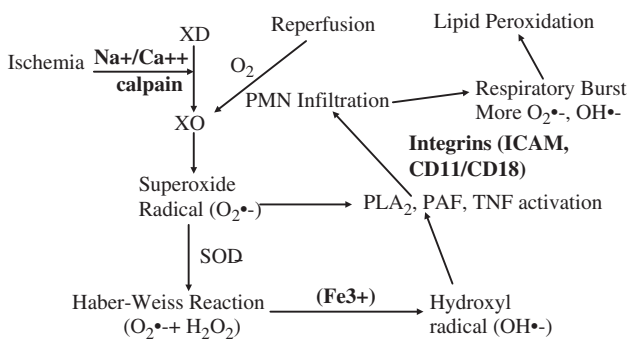 XD
Reperfusion
Lipid Peroxidation
Ischemia
Na+/Ca++
calpain
O₂
PMN Infiltration
Respiratory Burst
More O₂•-, OH•-
XO
Integrins (ICAM,
CD11/CD18)
Superoxide
Radical (O₂•-)
PLA₂, PAF, TNF activation
SOD
Haber-Weiss Reaction
(O₂•-+ H₂O₂)
(Fe3+)
Hydroxyl
radical (OH•-)